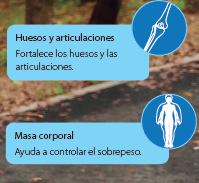 Huesos y articulaciones
Fortalece los huesos y las
articulaciones.
Masa corporal
Ayuda a controlar el sobrepeso.